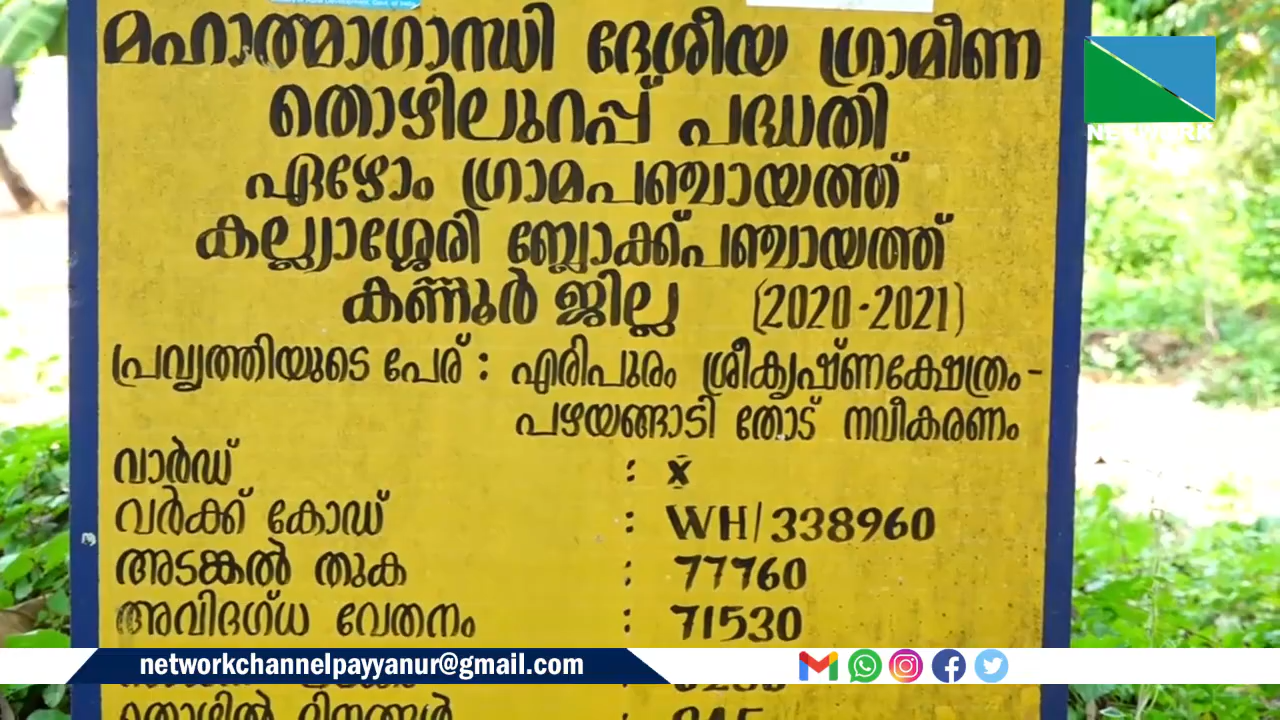 മഹാത്മാഗാന്ധി ദേശീയ ഗ്രാമീണ
NETWORK
തൊഴിലുറപ്പ് പദ്ധതി
ഏഴോം ഗ്രാമപഞ്ചായത്ത്
കല്ല്യാശ്ശേരി ബ്ലോക്ക്പഞ്ചായത്ത്
കണ്ണൂർ ജില്ല (2020-2021)
പ്രവൃത്തിയുടെ പേര് : എരിപുരം ശ്രീകൃഷ്ണക്ഷേത്രം-
പഴയങ്ങാടി തോട് നവീകരണം
വാർഡ് : X
വർക്ക് കോഡ് : WH/338960
അടങ്കൽ തുക : 77760
അവിദഗ്ധ വേതനം : 71530
networkchannelpayyanur@gmail.com